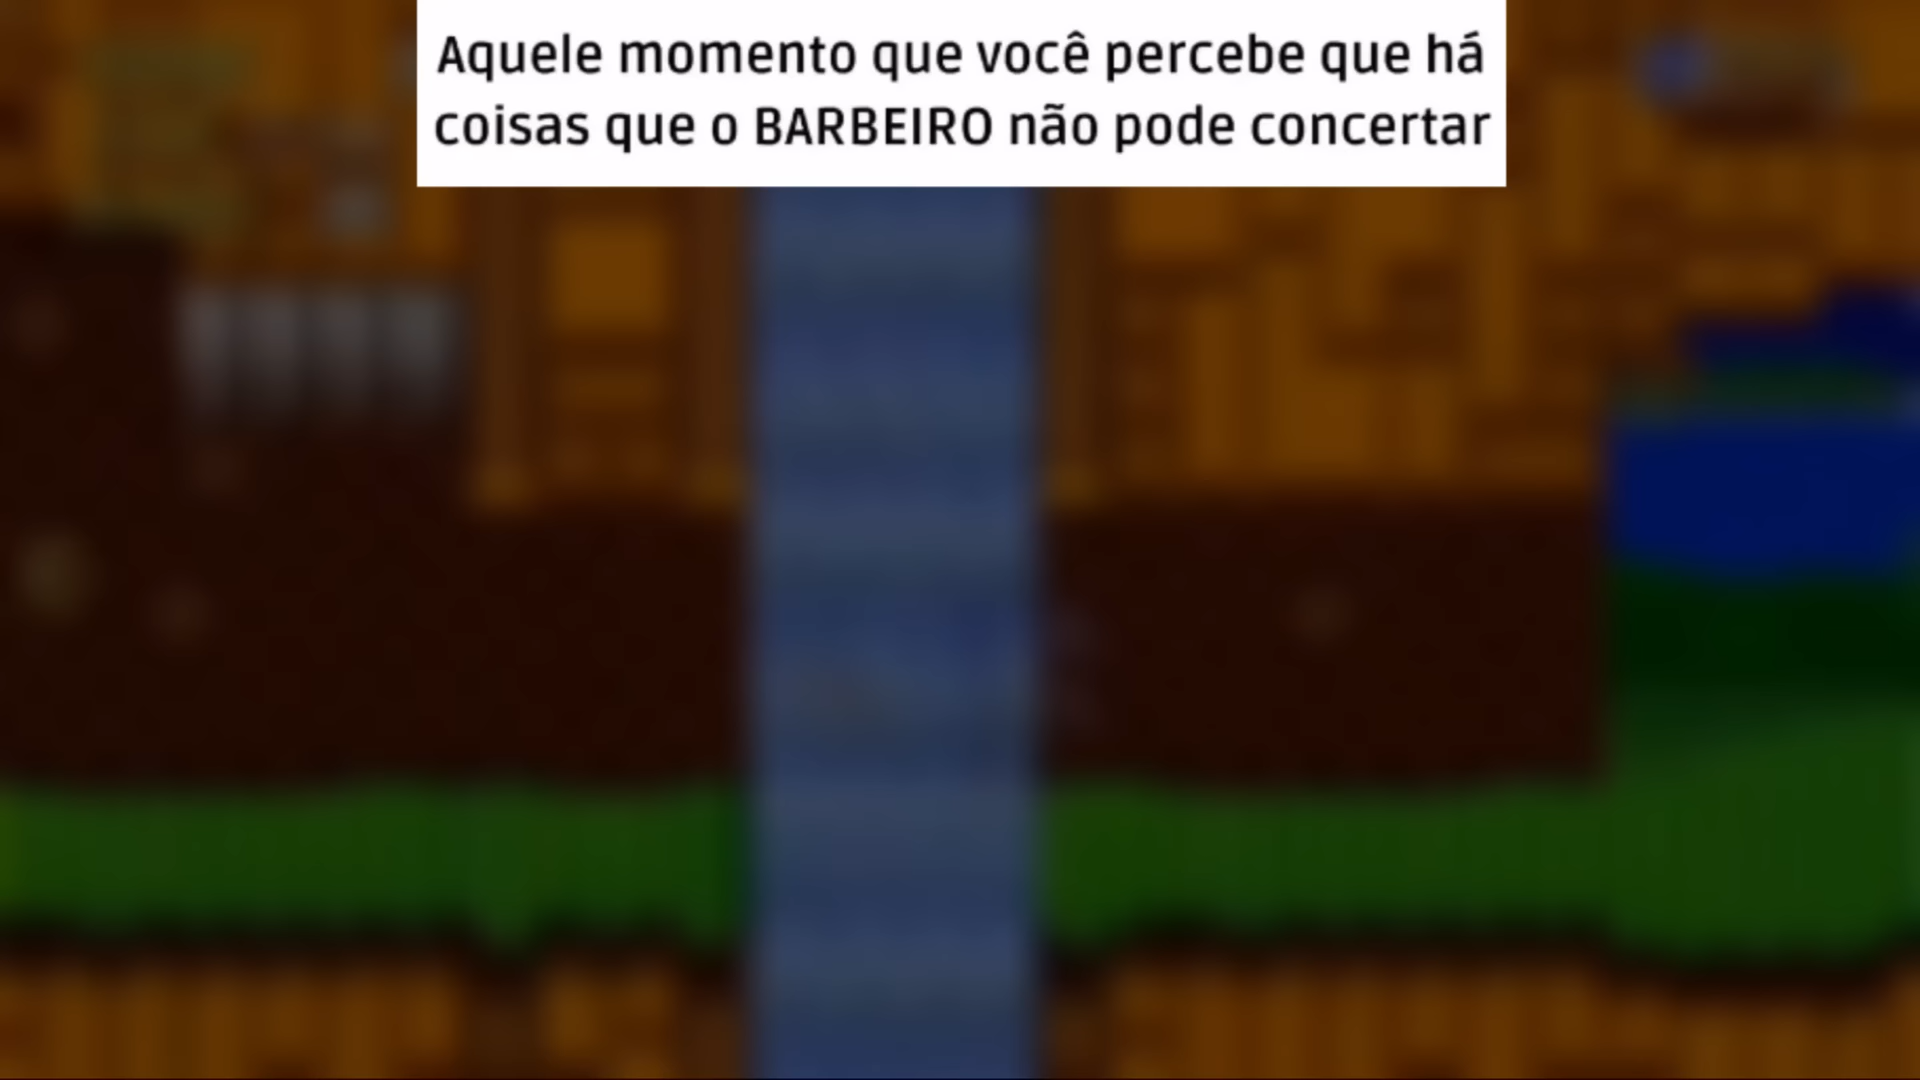 Aquele momento que você percebe que há
coisas que o BARBEIRO não pode concertar